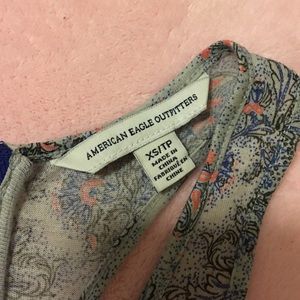 AMERICAN EAGLE OUTFITTERS
XS/TP
MADE IN
CHINA
FABRIQUÉ EN
CHINE